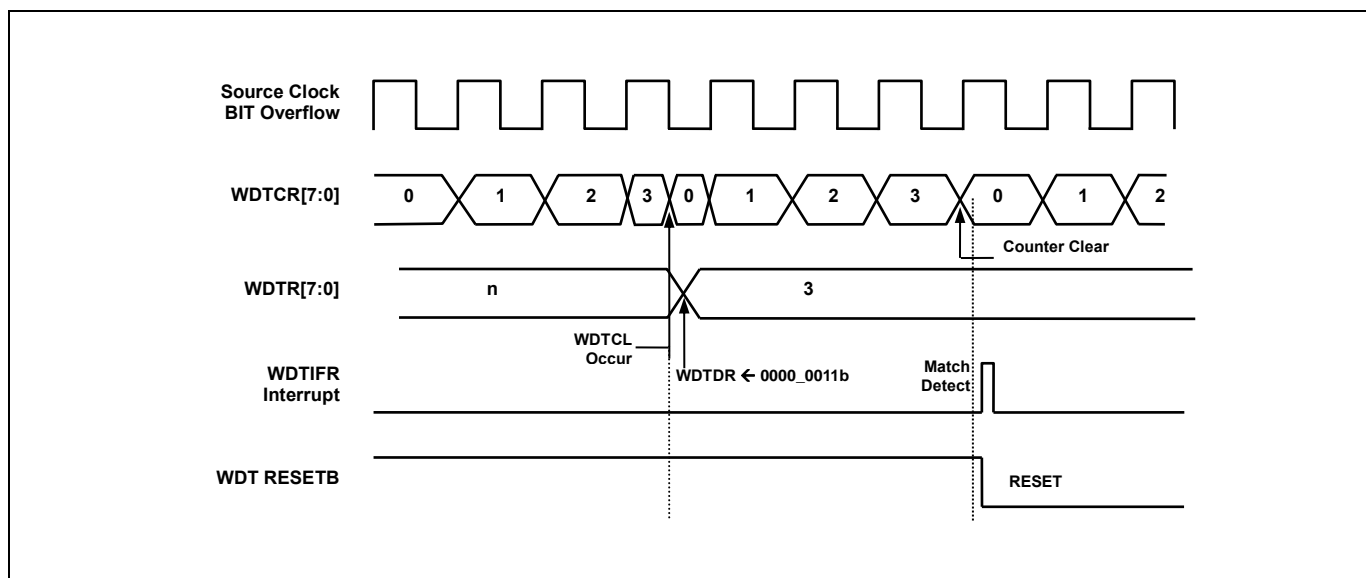 Source Clock
BIT Overflow
WDTCR[7:0]
0 1 2 3 0 1 2 3 0 1 2
Counter Clear
WDTR[7:0]
n 3
WDTCL
Occur
WDTDR ← 0000_0011b
WDTIFR
Interrupt
Match
Detect
WDT RESETB
RESET